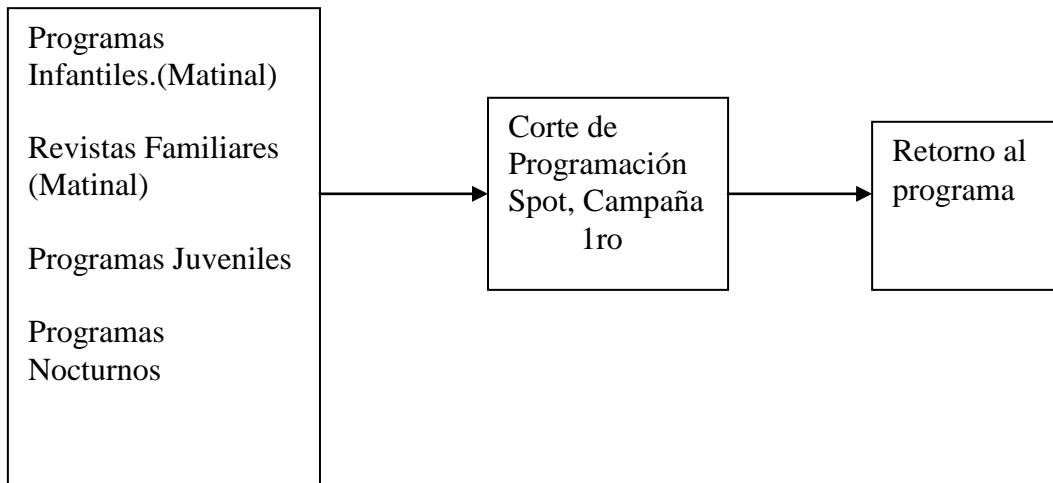 Programas
Infantiles.(Matinal)
Revistas Familiares
(Matinal)
Programas Juveniles
Programas
Nocturnos
Corte de
Programación
Spot, Campaña
1ro
Retorno al
programa